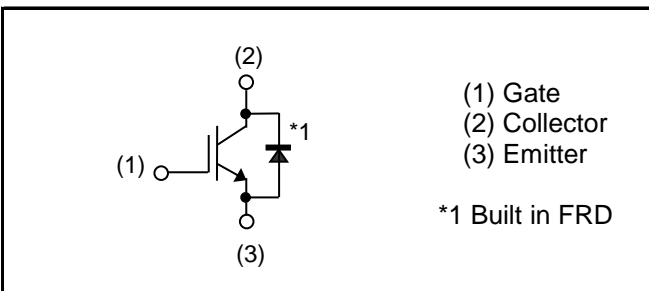 (2)
*1
(1)
(3)
(1) Gate
(2) Collector
(3) Emitter
*1 Built in FRD